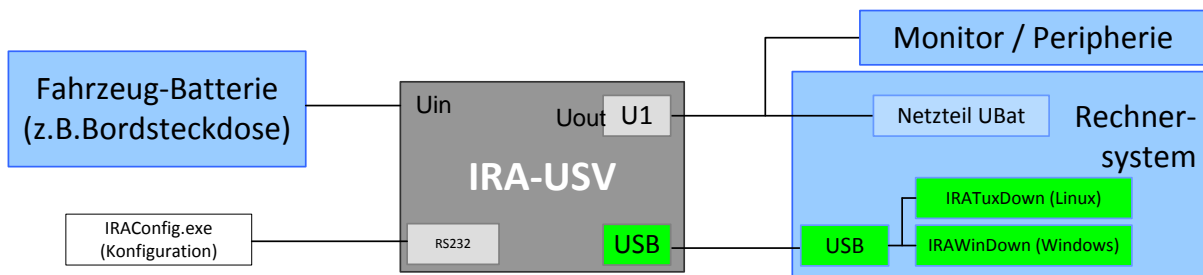 Monitor / Peripherie
Fahrzeug-Batterie
(z.B.Bordsteckdose)
Uin
Uout
U1
IRA-USV
RS232
USB
IRAConfig.exe
(Konfiguration)
Netzteil UBat
Rechner-
system
USB
IRATuxDown (Linux)
IRAWinDown (Windows)